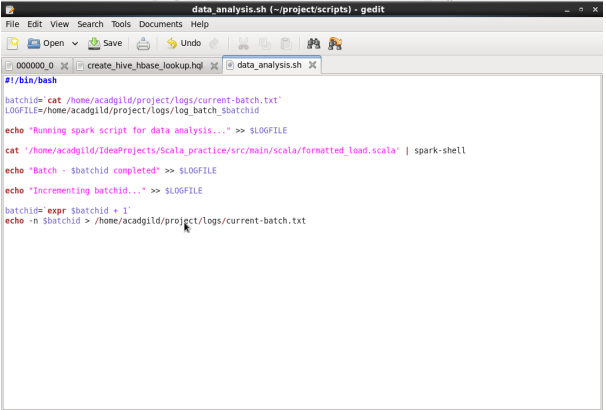 data_analysis.sh (~/project/scripts) - gedit
File Edit View Search Tools Documents Help
Open Save Undo
000000_0 create_hive_hbase_lookup.hql data_analysis.sh
#!/bin/bash
batchid=`cat /home/acadgild/project/logs/current-batch.txt`
LOGFILE=/home/acadgild/project/logs/log_batch_$batchid
echo "Running spark script for data analysis..." >> $LOGFILE
cat '/home/acadgild/IdeaProjects/Scala_practice/src/main/scala/formatted_load.scala' | spark-shell
echo "Batch - $batchid completed" >> $LOGFILE
echo "Incrementing batchid..." >> $LOGFILE
batchid=`expr $batchid + 1`
echo -n $batchid > /home/acadgild/project/logs/current-batch.txt